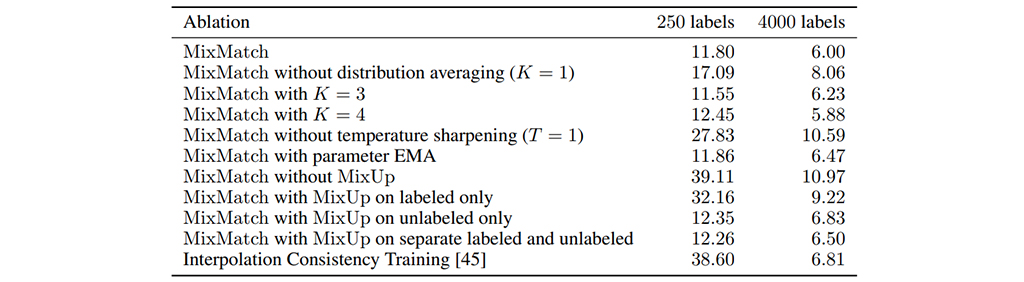 Ablation 250 labels 4000 labels
MixMatch 11.80 6.00
MixMatch without distribution averaging (K = 1) 17.09 8.06
MixMatch with K = 3 11.55 6.23
MixMatch with K = 4 12.45 5.88
MixMatch without temperature sharpening (T = 1) 27.83 10.59
MixMatch with parameter EMA 11.86 6.47
MixMatch without MixUp 39.11 10.97
MixMatch with MixUp on labeled only 32.16 9.22
MixMatch with MixUp on unlabeled only 12.35 6.83
MixMatch with MixUp on separate labeled and unlabeled 12.26 6.50
Interpolation Consistency Training [45] 38.60 6.81